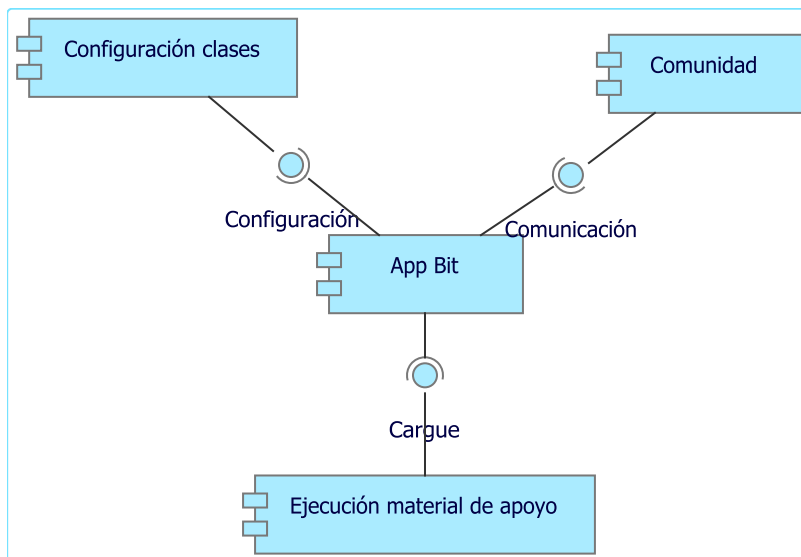 Configuración clases
Comunidad
Configuración
Comunicación
App Bit
Cargue
Ejecución material de apoyo